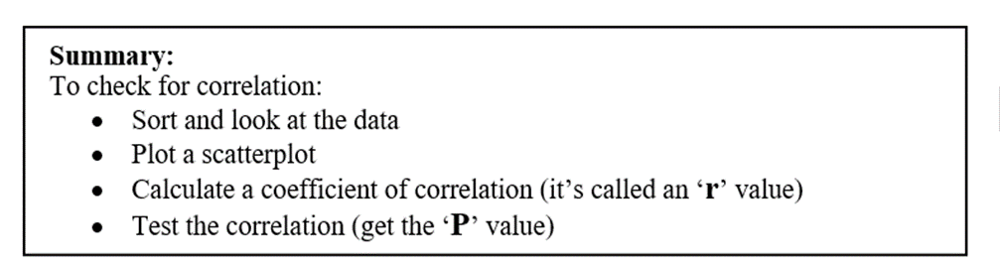 Summary:
To check for correlation:
• Sort and look at the data
• Plot a scatterplot
• Calculate a coefficient of correlation (it’s called an ‘r’ value)
• Test the correlation (get the ‘P’ value)